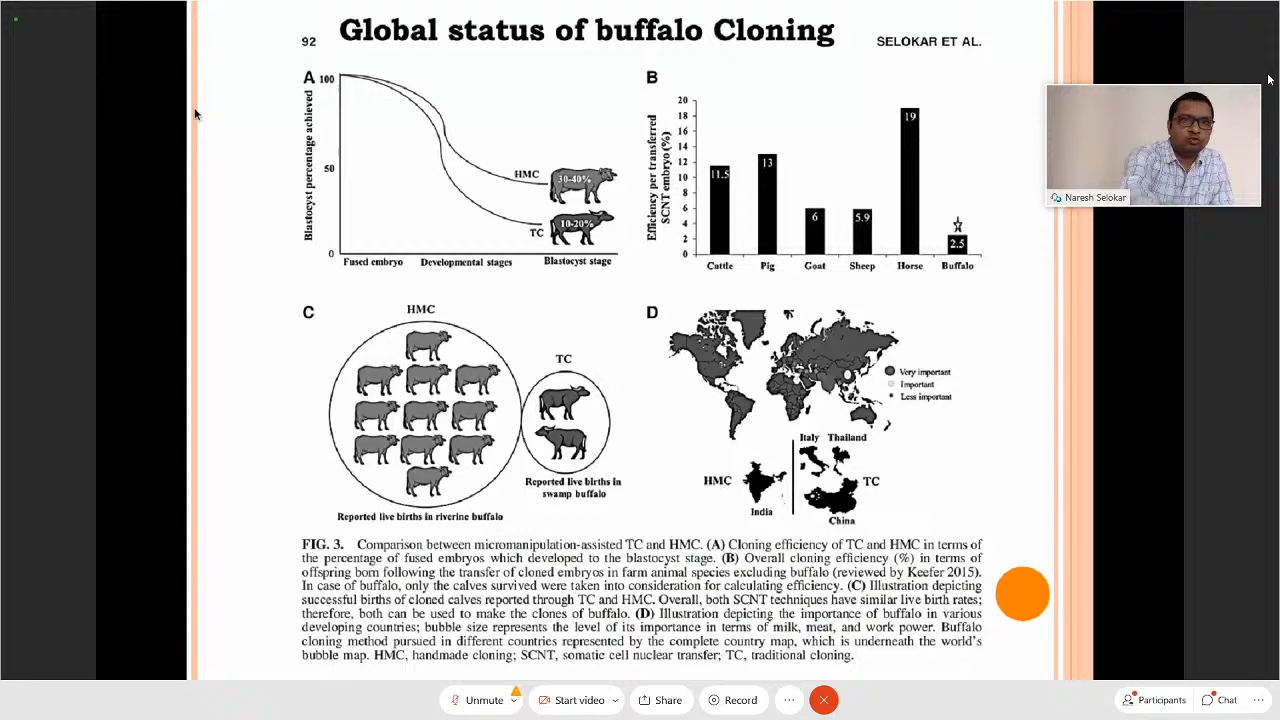 Global status of buffalo Cloning
92
SELOKAR ET AL.
A
Blastocyst percentage achieved
100
50
0
HMC
30-40%
TC
10-20%
Fused embryo
Developmental stages
Blastocyst stage
B
Efficiency per transferred
SCNT embryo (%)
20
18
16
14
12
10
8
6
4
2
0
11.5
13
6
5.9
19
2.5
Cattle
Pig
Goat
Sheep
Horse
Buffalo
Naresh Selokar
C
HMC
TC
Reported live births in
swamp buffalo
Reported live births in riverine buffalo
D
Very important
Important
Less important
Italy
Thailand
HMC
TC
India
China
FIG. 3. Comparison between micromanipulation-assisted TC and HMC. (A) Cloning efficiency of TC and HMC in terms of
the percentage of fused embryos which developed to the blastocyst stage. (B) Overall cloning efficiency (%) in terms of
offspring born following the transfer of cloned embryos in farm animal species excluding buffalo (reviewed by Keefer 2015).
In case of buffalo, only the calves survived were taken into consideration for calculating efficiency. (C) Illustration depicting
successful births of cloned calves reported through TC and HMC. Overall, both SCNT techniques have similar live birth rates;
therefore, both can be used to make the clones of buffalo. (D) Illustration depicting the importance of buffalo in various
developing countries; bubble size represents the level of its importance in terms of milk, meat, and work power. Buffalo
cloning method pursued in different countries represented by the complete country map, which is underneath the world's
bubble map. HMC, handmade cloning; SCNT, somatic cell nuclear transfer; TC, traditional cloning.
Unmute
Start video
Share
Record
Participants
Chat